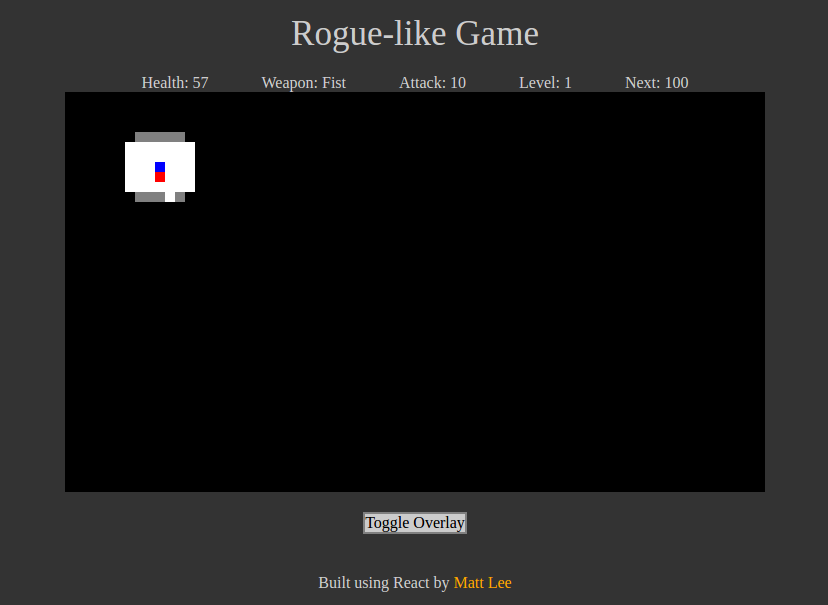 Rogue-like Game
Health: 57 Weapon: Fist Attack: 10 Level: 1 Next: 100
Toggle Overlay
Built using React by Matt Lee